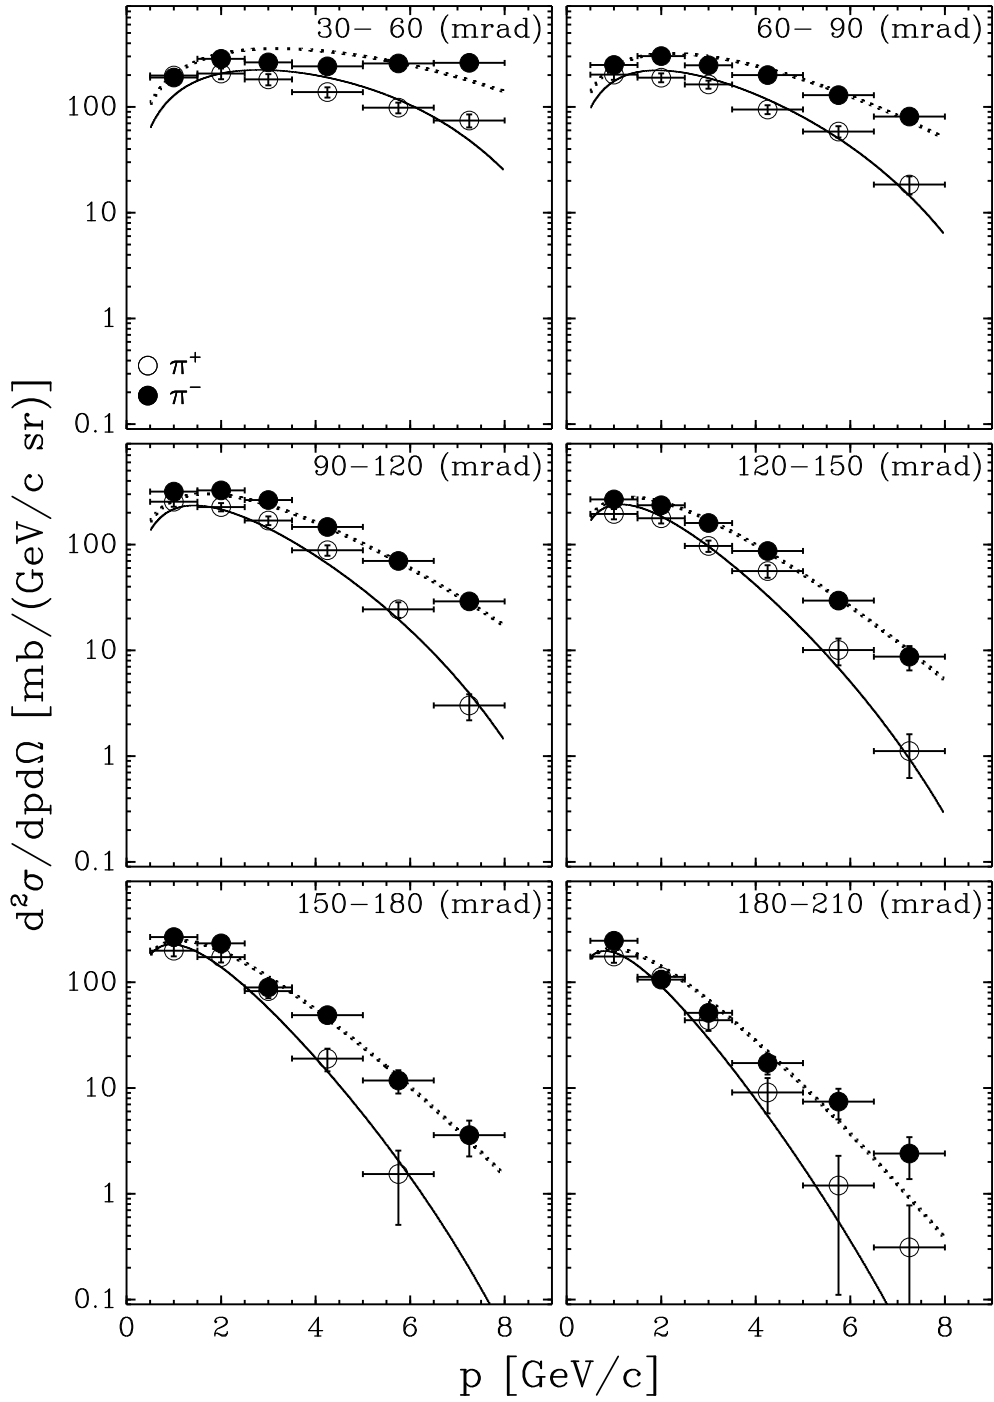 30− 60 (mrad)
60− 90 (mrad)
100
10
1
0.1
π⁺
π⁻
90−120 (mrad)
120−150 (mrad)
100
10
1
0.1
150−180 (mrad)
180−210 (mrad)
100
10
1
0.1
0 2 4 6 8
0 2 4 6 8
p [GeV/c]
d²σ/dpdΩ [mb/(GeV/c sr)]